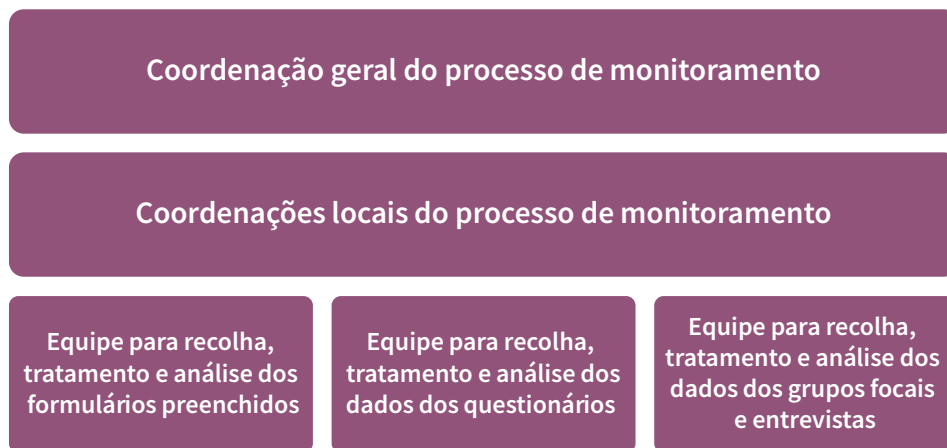 Coordenação geral do processo de monitoramento
Coordenações locais do processo de monitoramento
Equipe para recolha,
tratamento e análise dos
formulários preenchidos
Equipe para recolha,
tratamento e análise dos
dados dos questionários
Equipe para recolha,
tratamento e análise dos
dados dos grupos focais
e entrevistas